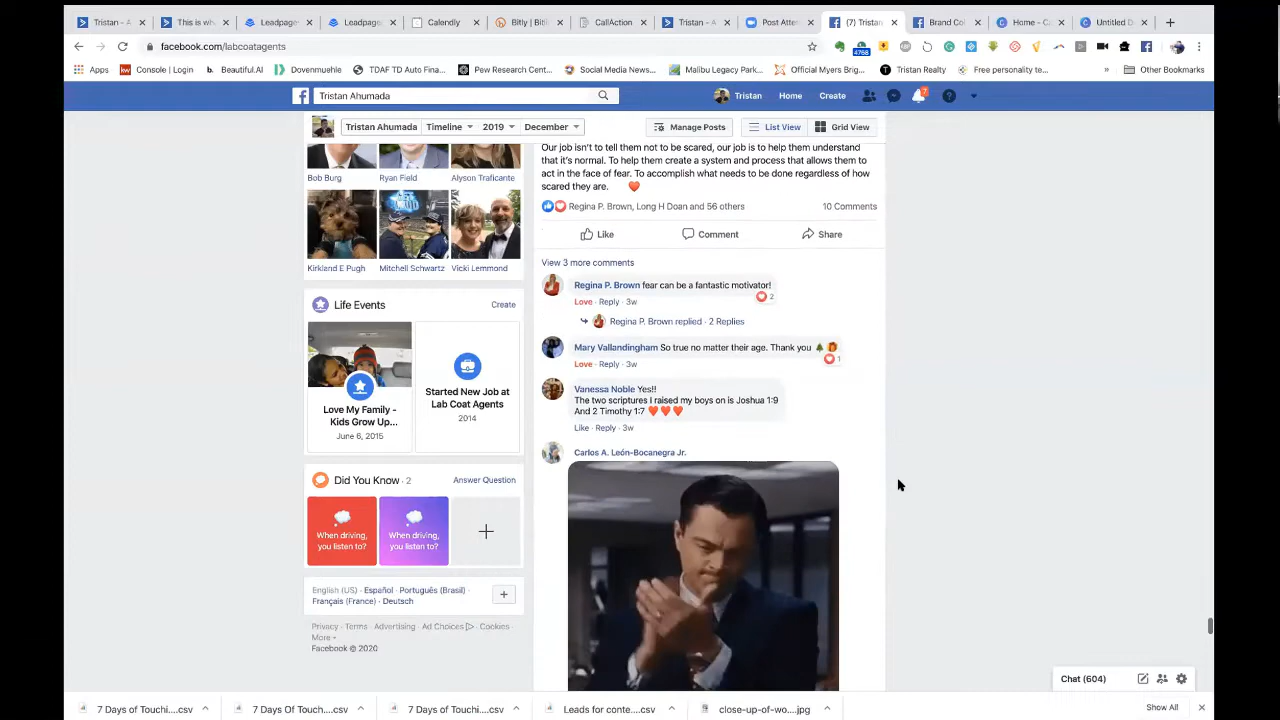 Tristan - A
This is wh
Leadpage
Leadpage
Calendly
Bitly | Bitl
CallAction
Tristan - A
Post Atte
(7) Tristan
Brand Co
Home - C
Untitled D
facebook.com/labcoatagents
4768
Apps
Console | Login
Beautiful.AI
Dovenmuehle
TDAF TD Auto Fina...
Pew Research Cent...
Social Media News...
Malibu Legacy Park...
Official Myers Brig...
Tristan Realty
Free personality te...
»
Other Bookmarks
Tristan Ahumada
Tristan
Home
Create
7
Tristan Ahumada
Timeline
2019
December
Manage Posts
List View
Grid View
Bob Burg
Ryan Field
Alyson Traficante
Kirkland E Pugh
Mitchell Schwartz
Vicki Lemmond
Life Events
Create
Love My Family -
Kids Grow Up...
June 6, 2015
Started New Job at
Lab Coat Agents
2014
Did You Know · 2
Answer Question
When driving,
you listen to?
When driving,
you listen to?
English (US) · Español · Português (Brasil) ·
Français (France) · Deutsch
Privacy · Terms · Advertising · Ad Choices · Cookies ·
More
Facebook © 2020
Our job isn't to tell them not to be scared, our job is to help them understand
that it's normal. To help them create a system and process that allows them to
act in the face of fear. To accomplish what needs to be done regardless of how
scared they are. ❤️
Regina P. Brown, Long H Doan and 56 others
10 Comments
Like
Comment
Share
View 3 more comments
Regina P. Brown fear can be a fantastic motivator!
2
Love · Reply · 3w
Regina P. Brown replied · 2 Replies
Mary Vallandingham So true no matter their age. Thank you 🎄🎁
1
Love · Reply · 3w
Vanessa Noble Yes!!
The two scriptures I raised my boys on is Joshua 1:9
And 2 Timothy 1:7 ❤️❤️❤️
Like · Reply · 3w
Carlos A. León-Bocanegra Jr.
Chat (604)
7 Days of Touchi....csv
7 Days Of Touch....csv
7 Days of Touchi....csv
Leads for conte....csv
close-up-of-wo....jpg
Show All